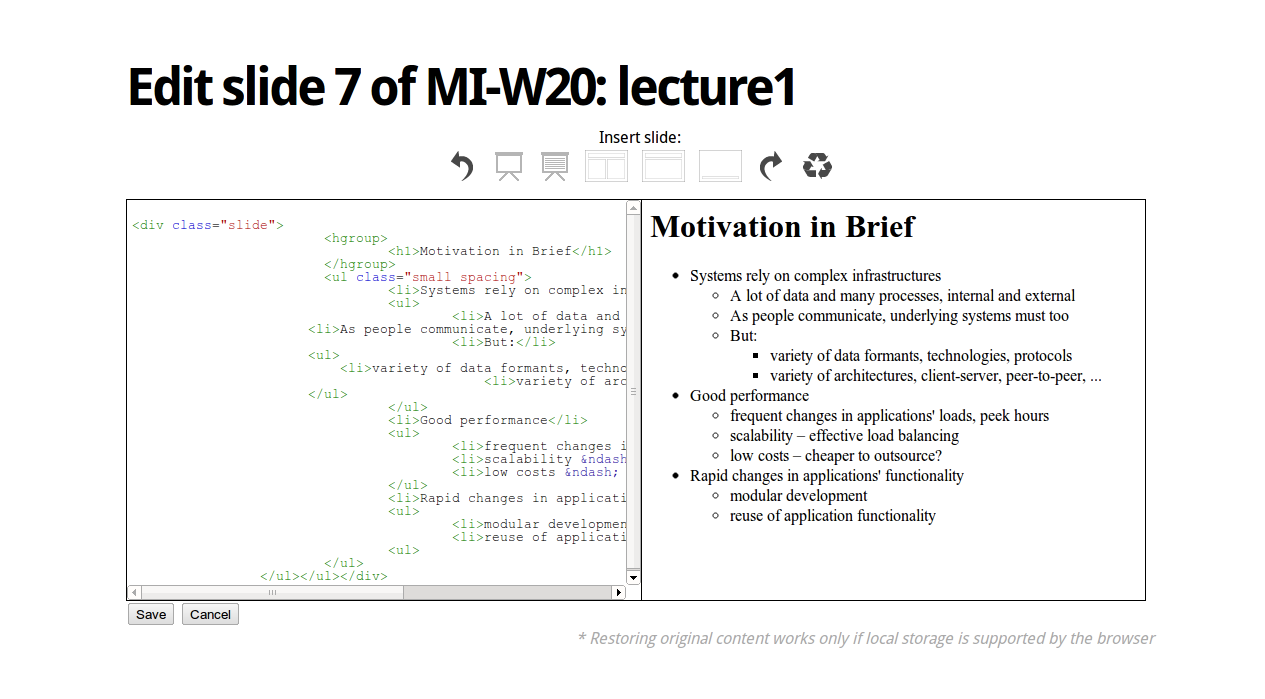 Edit slide 7 of MI-W20: lecture1
Insert slide:
<div class="slide">
<hgroup>
<h1>Motivation in Brief</h1>
</hgroup>
<ul class="small spacing">
<li>Systems rely on complex in
<ul>
<li>A lot of data and
<li>As people communicate, underlying sy
<li>But:</li>
<ul>
<li>variety of data formants, techno
<li>variety of arc
</ul>
</ul>
<li>Good performance</li>
<ul>
<li>frequent changes i
<li>scalability &ndash
<li>low costs &ndash;
</ul>
<li>Rapid changes in applicati
<ul>
<li>modular developmen
<li>reuse of applicati
<ul>
</ul>
</ul></ul></div>
Motivation in Brief
Systems rely on complex infrastructures
A lot of data and many processes, internal and external
As people communicate, underlying systems must too
But:
variety of data formants, technologies, protocols
variety of architectures, client-server, peer-to-peer, ...
Good performance
frequent changes in applications' loads, peek hours
scalability – effective load balancing
low costs – cheaper to outsource?
Rapid changes in applications' functionality
modular development
reuse of application functionality
Save Cancel
* Restoring original content works only if local storage is supported by the browser